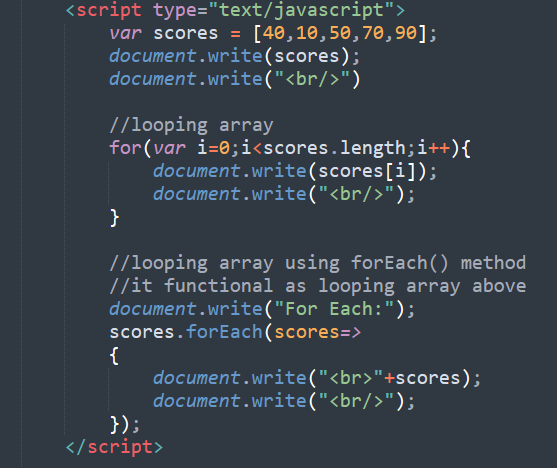 <script type="text/javascript">
var scores = [40,10,50,70,90];
document.write(scores);
document.write("<br/>")
//looping array
for(var i=0;i<scores.length;i++){
document.write(scores[i]);
document.write("<br/>");
}
//looping array using forEach() method
//it functional as looping array above
document.write("For Each:");
scores.forEach(scores=>
{
document.write("<br>"+scores);
document.write("<br/>");
});
</script>